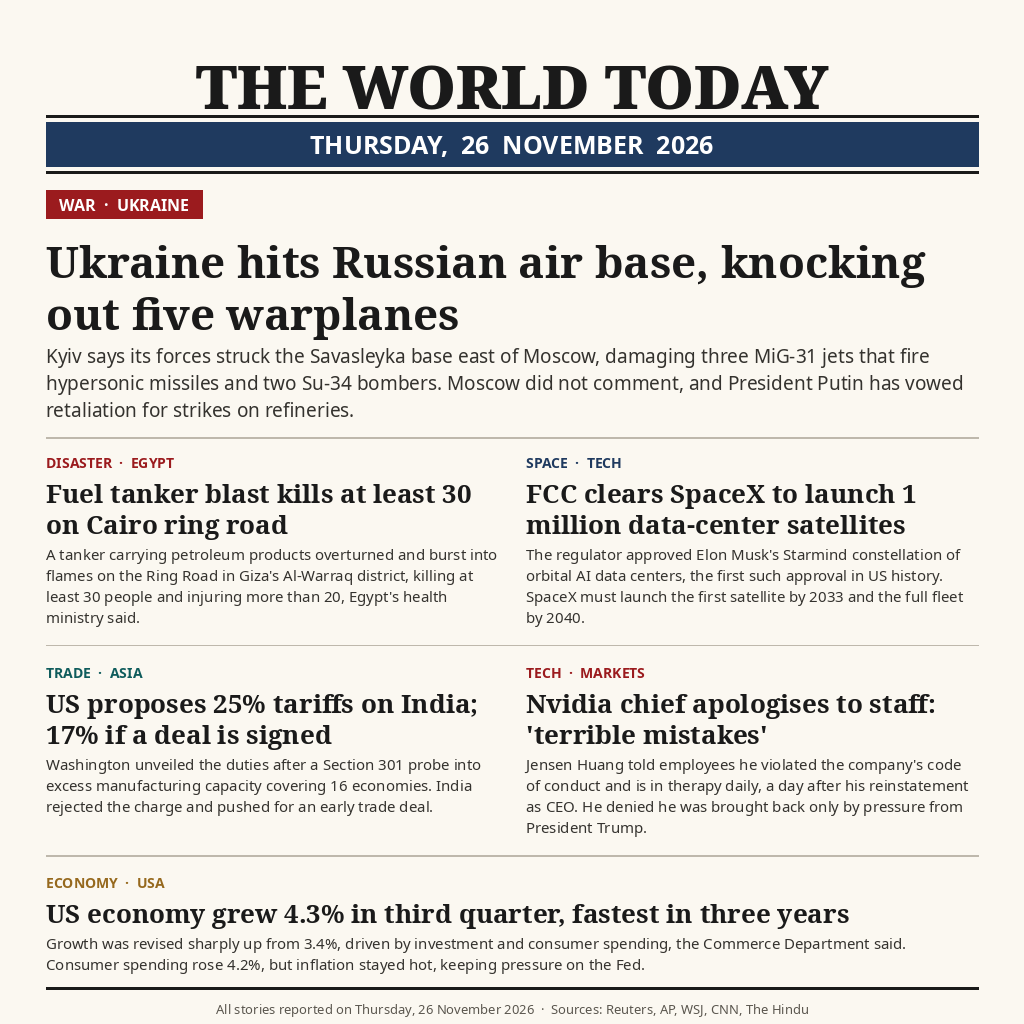 THE WORLD TODAY
THURSDAY, 26 NOVEMBER 2026
WAR · UKRAINE
Ukraine hits Russian air base, knocking
out five warplanes
Kyiv says its forces struck the Savasleyka base east of Moscow, damaging three MiG-31 jets that fire
hypersonic missiles and two Su-34 bombers. Moscow did not comment, and President Putin has vowed
retaliation for strikes on refineries.
DISASTER · EGYPT
Fuel tanker blast kills at least 30
on Cairo ring road
A tanker carrying petroleum products overturned and burst into
flames on the Ring Road in Giza's Al-Warraq district, killing at
least 30 people and injuring more than 20, Egypt's health
ministry said.
SPACE · TECH
FCC clears SpaceX to launch 1
million data-center satellites
The regulator approved Elon Musk's Starmind constellation of
orbital AI data centers, the first such approval in US history.
SpaceX must launch the first satellite by 2033 and the full fleet
by 2040.
TRADE · ASIA
US proposes 25% tariffs on India;
17% if a deal is signed
Washington unveiled the duties after a Section 301 probe into
excess manufacturing capacity covering 16 economies. India
rejected the charge and pushed for an early trade deal.
TECH · MARKETS
Nvidia chief apologises to staff:
'terrible mistakes'
Jensen Huang told employees he violated the company's code
of conduct and is in therapy daily, a day after his reinstatement
as CEO. He denied he was brought back only by pressure from
President Trump.
ECONOMY · USA
US economy grew 4.3% in third quarter, fastest in three years
Growth was revised sharply up from 3.4%, driven by investment and consumer spending, the Commerce Department said.
Consumer spending rose 4.2%, but inflation stayed hot, keeping pressure on the Fed.
All stories reported on Thursday, 26 November 2026 · Sources: Reuters, AP, WSJ, CNN, The Hindu